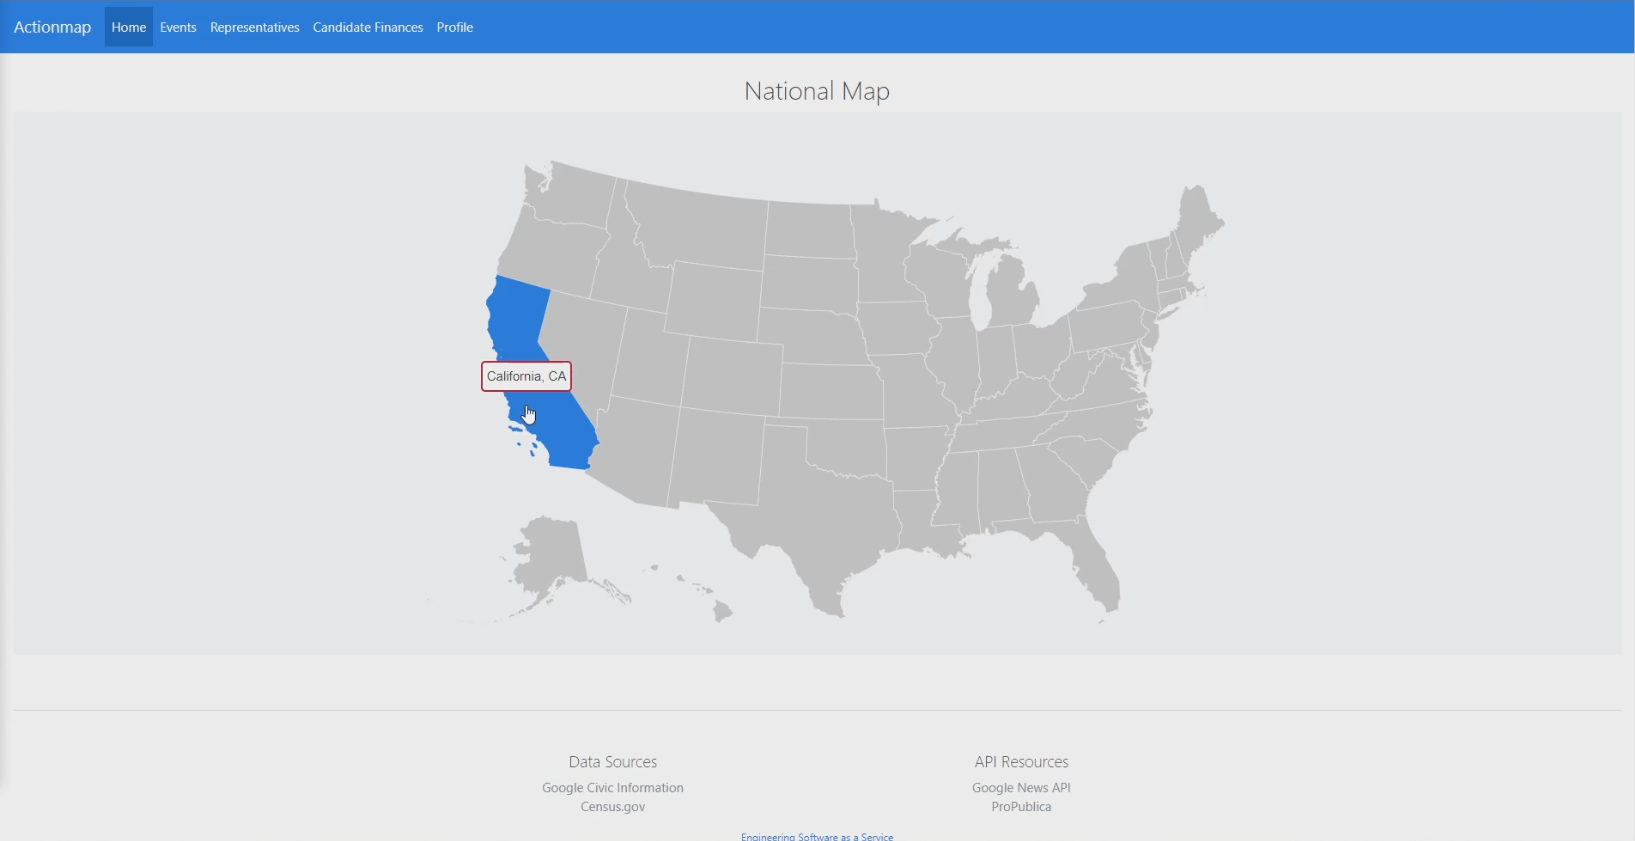 Actionmap Home Events Representatives Candidate Finances Profile
National Map
California, CA
Data Sources
Google Civic Information
Census.gov
API Resources
Google News API
ProPublica
Engineering Software as a Service